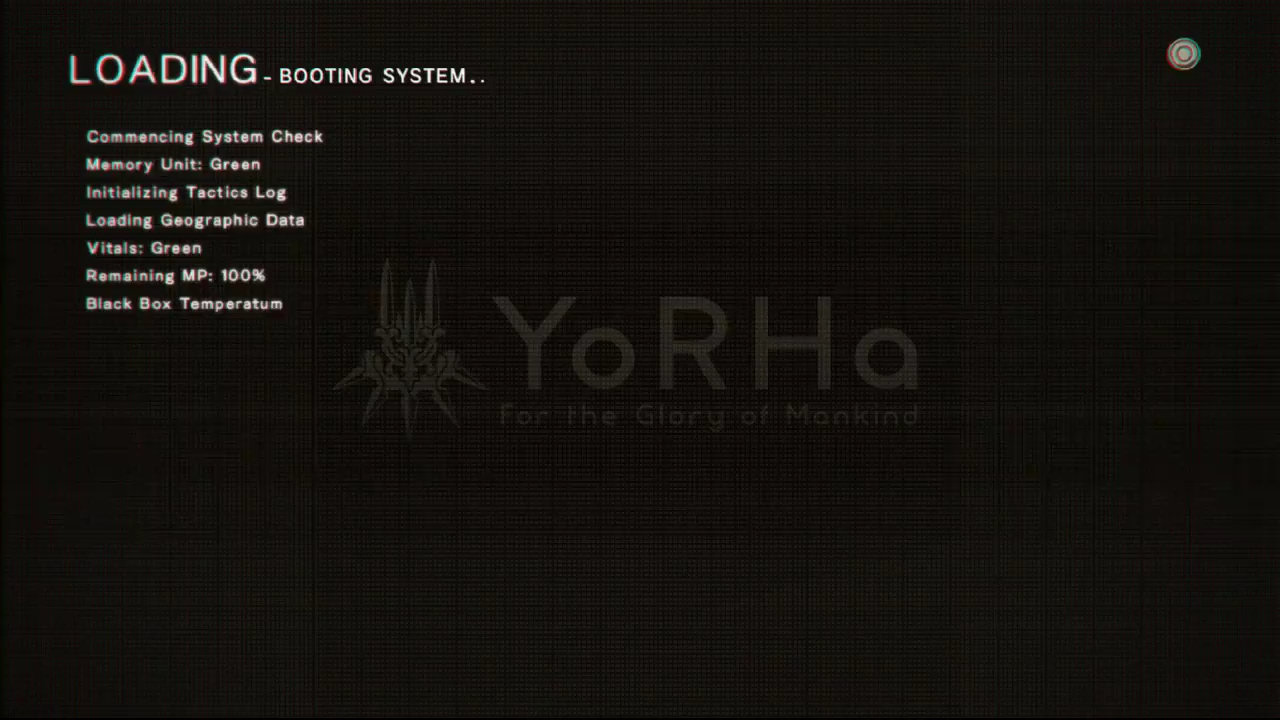 LOADING - BOOTING SYSTEM..
Commencing System Check
Memory Unit: Green
Initializing Tactics Log
Loading Geographic Data
Vitals: Green
Remaining MP: 100%
Black Box Temperatum
YoRHa
For the Glory of Mankind